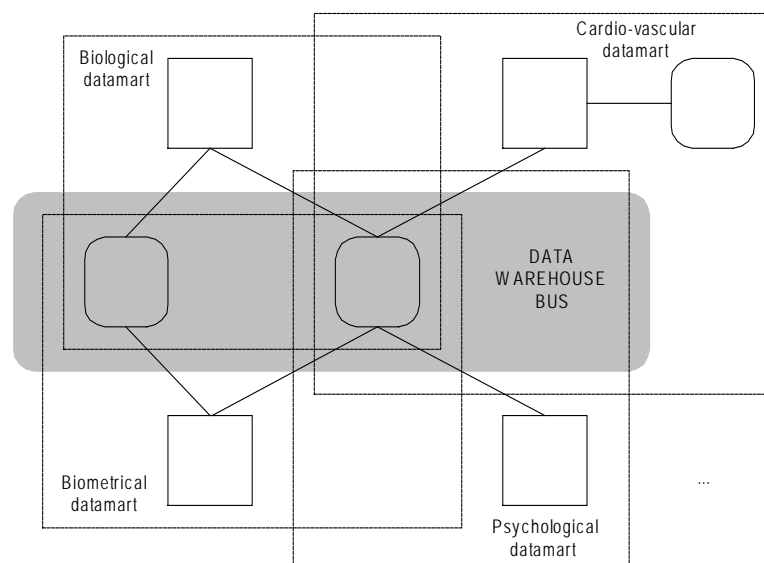 Biological
datamart
Cardio-vascular
datamart
DATA
WAREHOUSE
BUS
Biometrical
datamart
Psychological
datamart
...